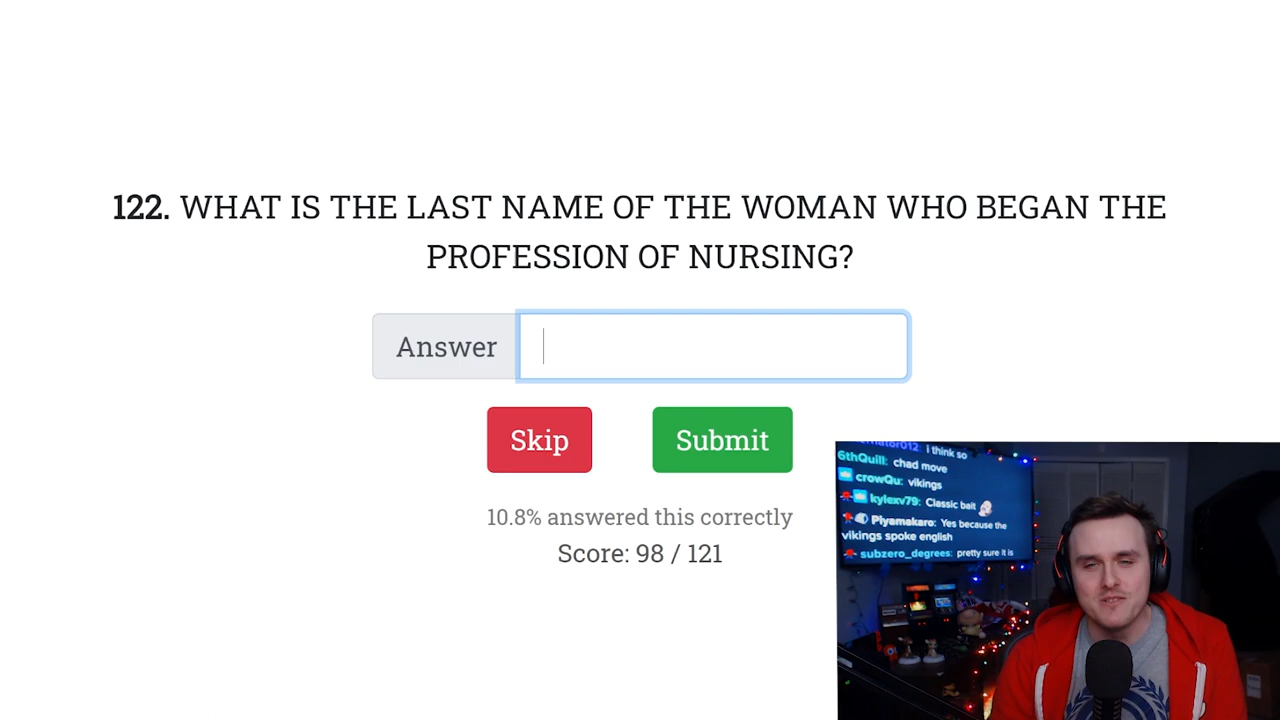 122. WHAT IS THE LAST NAME OF THE WOMAN WHO BEGAN THE
PROFESSION OF NURSING?
Answer
Skip
Submit
10.8% answered this correctly
Score: 98 / 121
i think so
6thQuill: chad move
crowQu: vikings
kylexv79: Classic bait
Piyamakaro: Yes because the
vikings spoke english
subzero_degrees: pretty sure it is